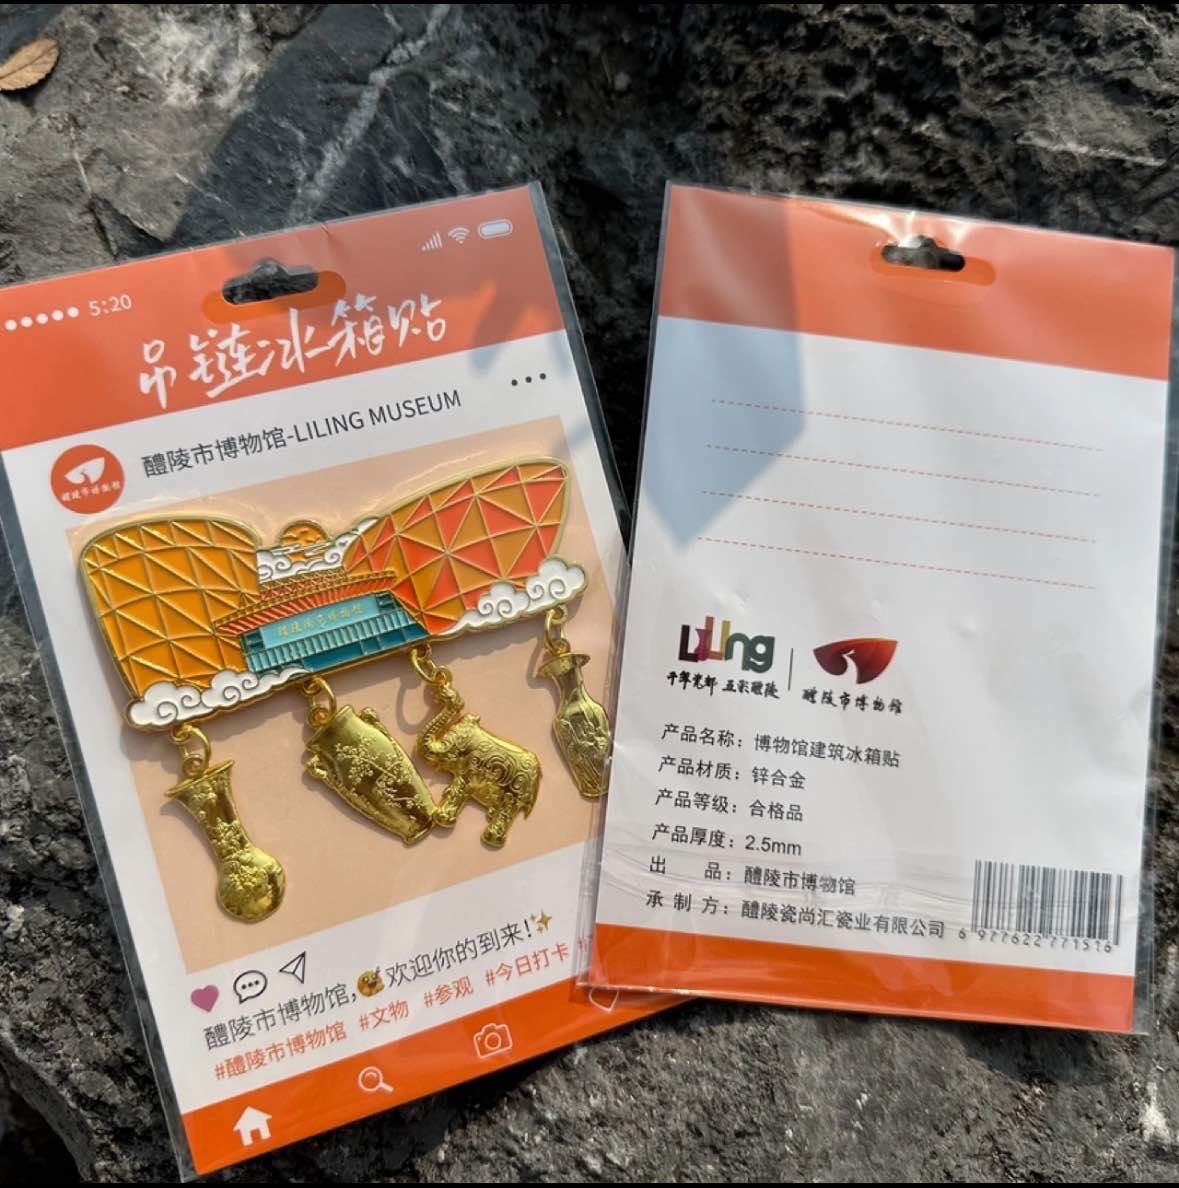 5:20
吊链冰箱贴
醴陵市博物馆-LILING MUSEUM
醴陵市博物馆
醴陵市博物馆,欢迎你的到来!
#醴陵市博物馆 #文物 #参观 #今日打卡
LiLing
千年瓷都 五彩醴陵
醴陵市博物馆
产品名称：博物馆建筑冰箱贴
产品材质：锌合金
产品等级：合格品
产品厚度：2.5mm
出 品：醴陵市博物馆
承制方：醴陵瓷尚汇瓷业有限公司
6 977622 771516